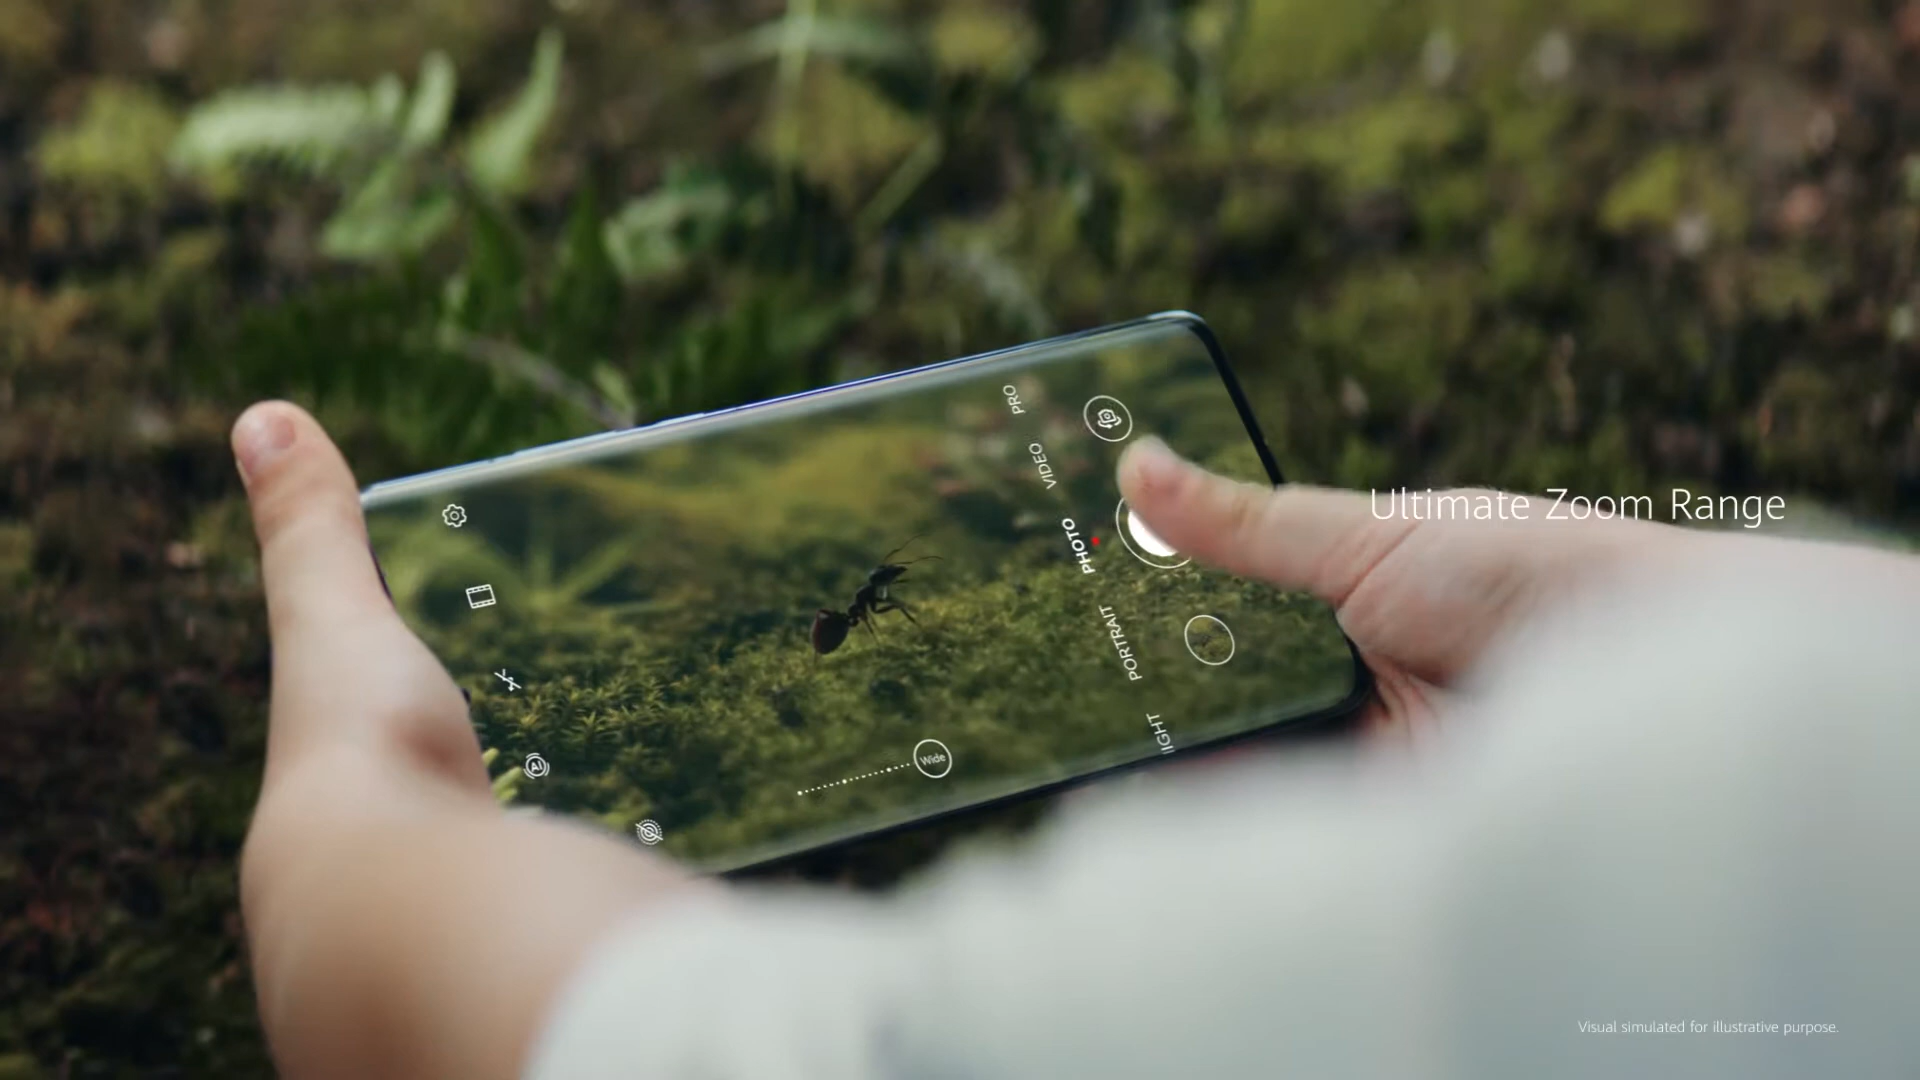 PRO
VIDEO
PHOTO
PORTRAIT
IGHT
AI
Wide
Ultimate Zoom Range
Visual simulated for illustrative purpose.